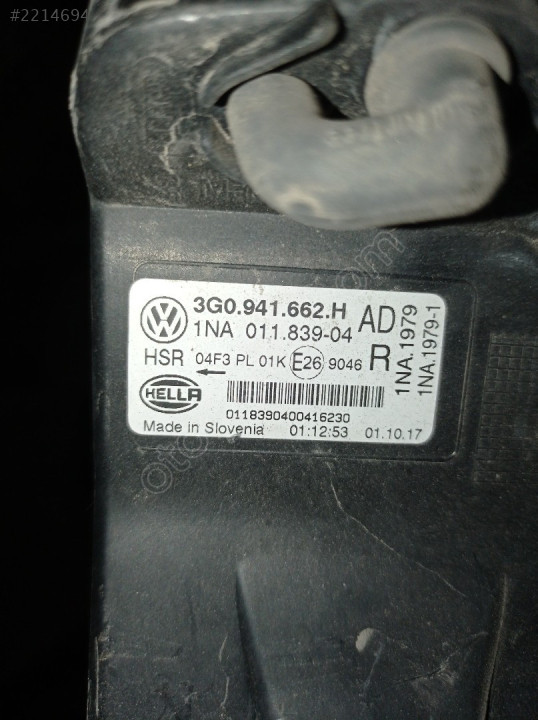 #2214694
3G0.941.662.H AD
1NA 011.839-04
HSR 04F3 PL 01K E26 9046 R
HELLA
0118390400416230
Made in Slovenia 01:12:53 01.10.17
1NA.1979
1NA.1979-1